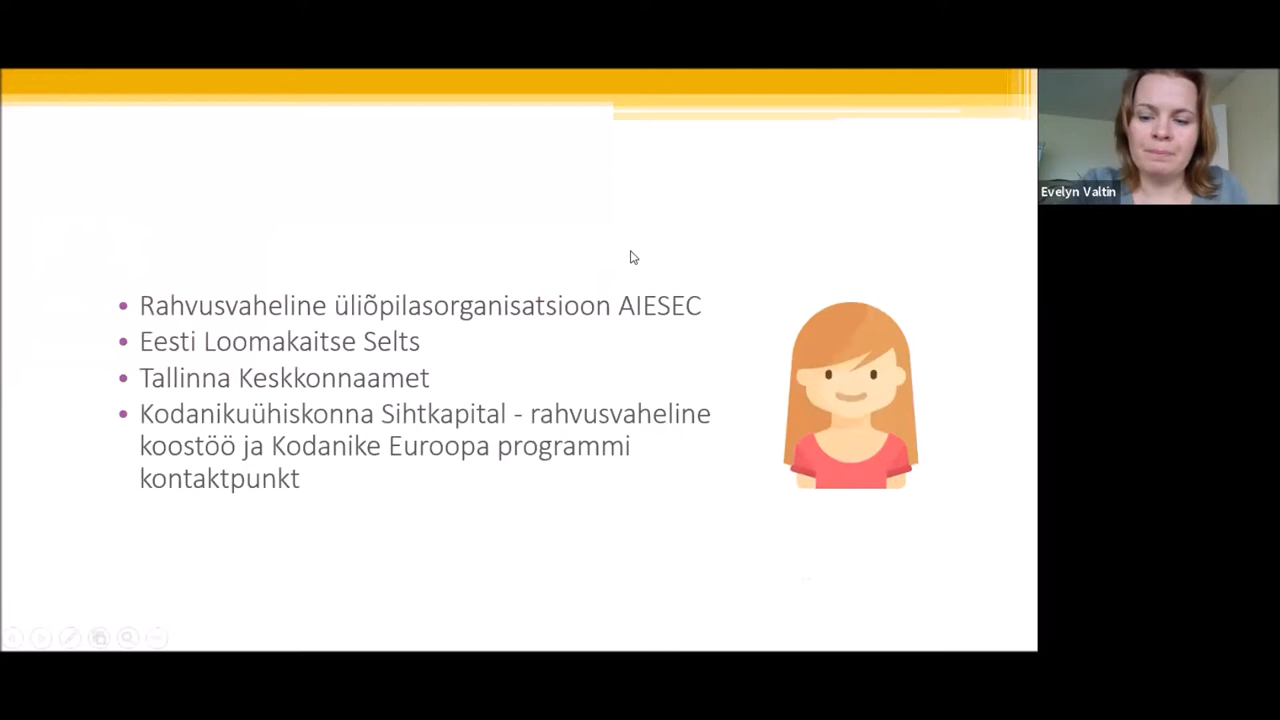 • Rahvusvaheline üliõpilasorganisatsioon AIESEC
• Eesti Loomakaitse Selts
• Tallinna Keskkonnaamet
• Kodanikuühiskonna Sihtkapital - rahvusvaheline
koostöö ja Kodanike Euroopa programmi
kontaktpunkt
Evelyn Valtin